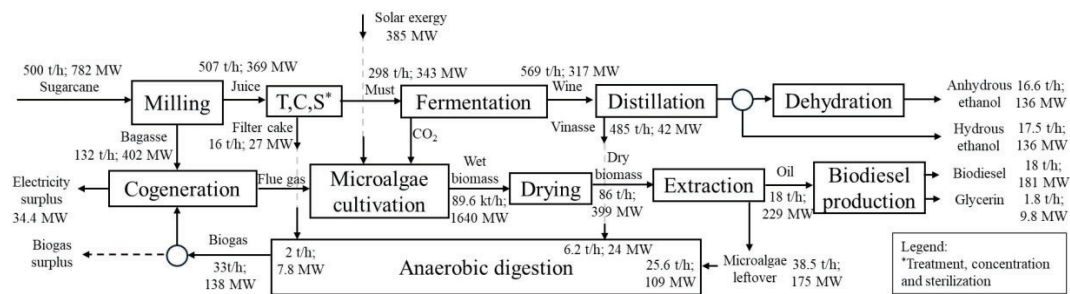 Solar exergy
385 MW
500 t/h; 782 MW
Sugarcane
Milling
507 t/h; 369 MW
Juice
T,C,S*
298 t/h; 343 MW
Must
Fermentation
569 t/h; 317 MW
Wine
Distillation
Dehydration
Anhydrous
ethanol
16.6 t/h;
136 MW
Hydrous
ethanol
17.5 t/h;
136 MW
Bagasse
132 t/h; 402 MW
Filter cake
16 t/h; 27 MW
CO2
Vinasse
485 t/h; 42 MW
Electricity
surplus
34.4 MW
Cogeneration
Flue gas
Microalgae
cultivation
Wet
biomass
89.6 kt/h;
1640 MW
Drying
Dry
biomass
86 t/h;
399 MW
Extraction
Oil
18 t/h;
229 MW
Biodiesel
production
Biodiesel
18 t/h;
181 MW
Glycerin
1.8 t/h;
9.8 MW
Biogas
surplus
Biogas
33t/h;
138 MW
2 t/h;
7.8 MW
Anaerobic digestion
6.2 t/h; 24 MW
25.6 t/h;
109 MW
Microalgae
leftover
38.5 t/h;
175 MW
Legend:
*Treatment, concentration
and sterilization